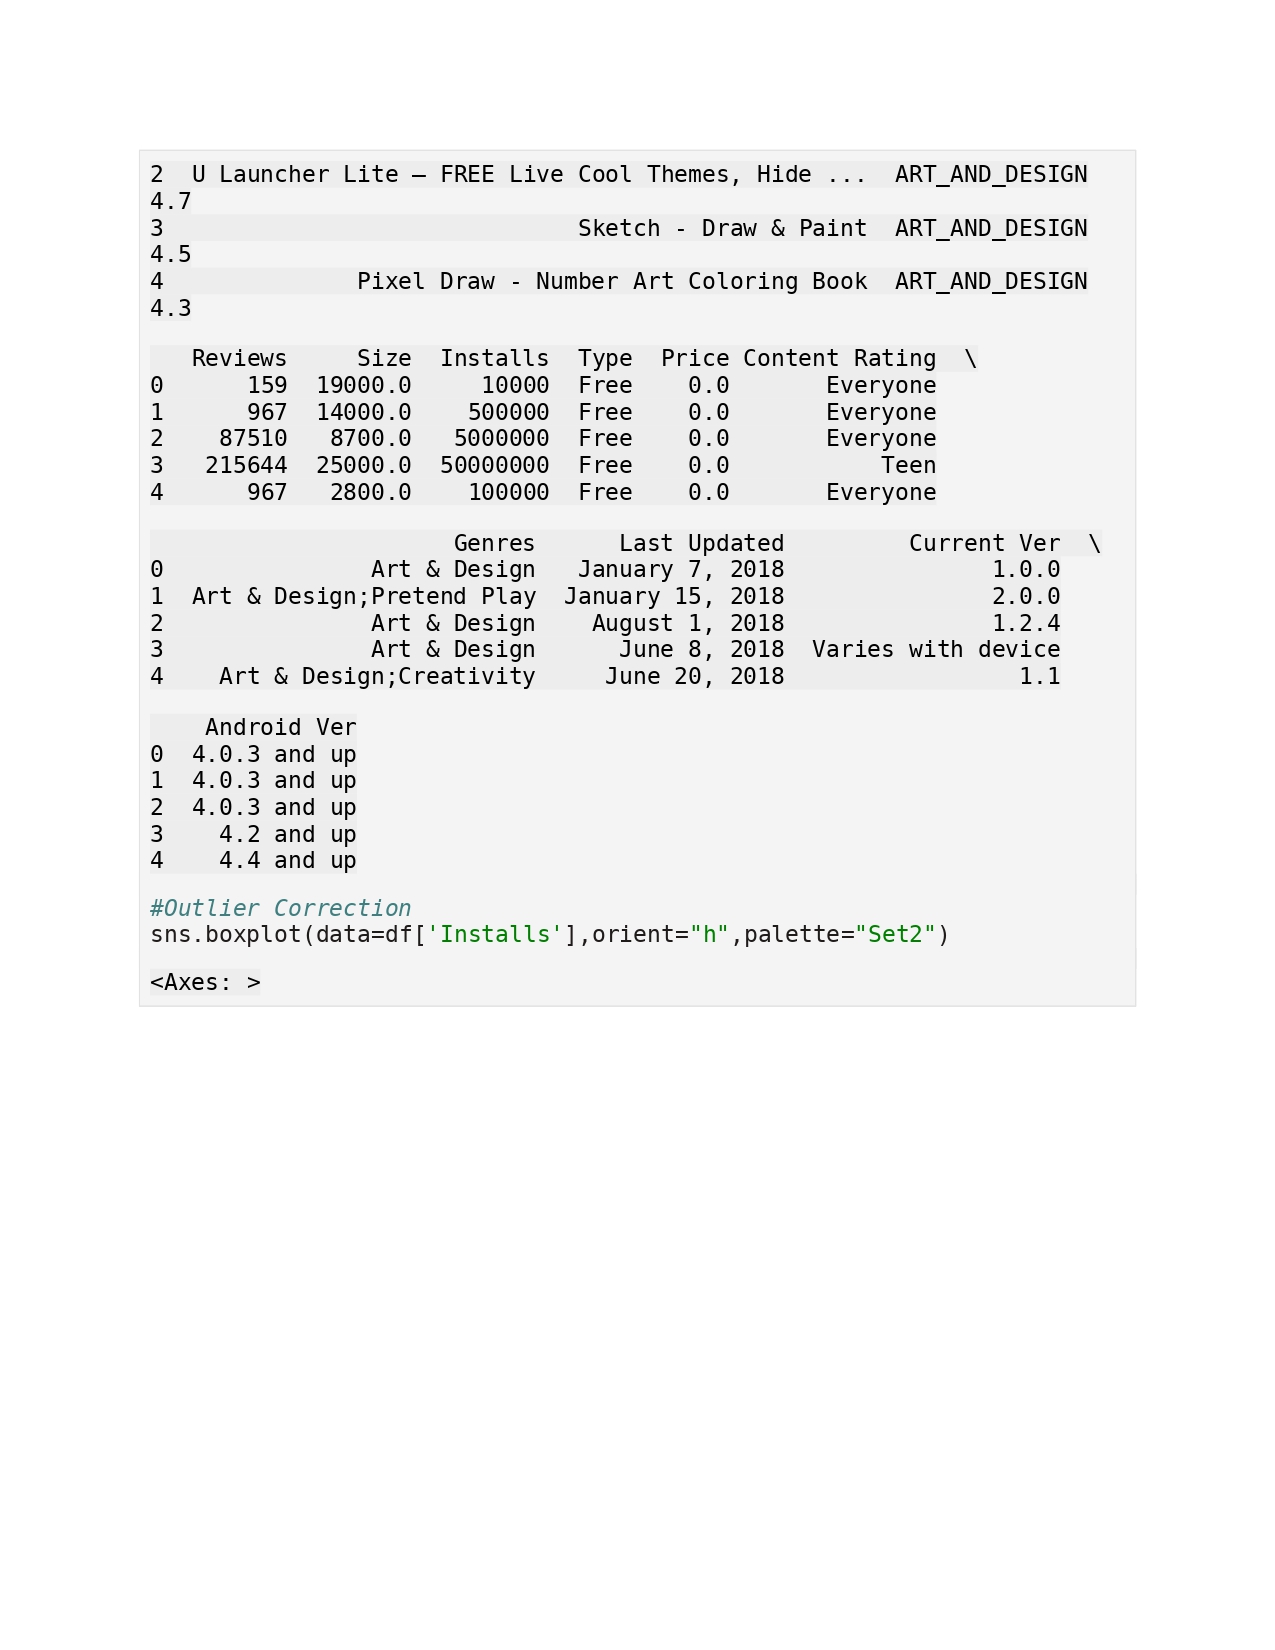 2  U Launcher Lite – FREE Live Cool Themes, Hide ...  ART_AND_DESIGN
4.7
3                              Sketch - Draw & Paint  ART_AND_DESIGN
4.5
4              Pixel Draw - Number Art Coloring Book  ART_AND_DESIGN
4.3
   Reviews     Size  Installs  Type  Price Content Rating  \
0      159  19000.0     10000  Free    0.0       Everyone
1      967  14000.0    500000  Free    0.0       Everyone
2    87510   8700.0   5000000  Free    0.0       Everyone
3   215644  25000.0  50000000  Free    0.0           Teen
4      967   2800.0    100000  Free    0.0       Everyone
                      Genres      Last Updated         Current Ver  \
0               Art & Design   January 7, 2018               1.0.0
1  Art & Design;Pretend Play  January 15, 2018               2.0.0
2               Art & Design    August 1, 2018               1.2.4
3               Art & Design      June 8, 2018  Varies with device
4    Art & Design;Creativity     June 20, 2018                 1.1
    Android Ver
0  4.0.3 and up
1  4.0.3 and up
2  4.0.3 and up
3    4.2 and up
4    4.4 and up
#Outlier Correction
sns.boxplot(data=df['Installs'],orient="h",palette="Set2")
<Axes: >